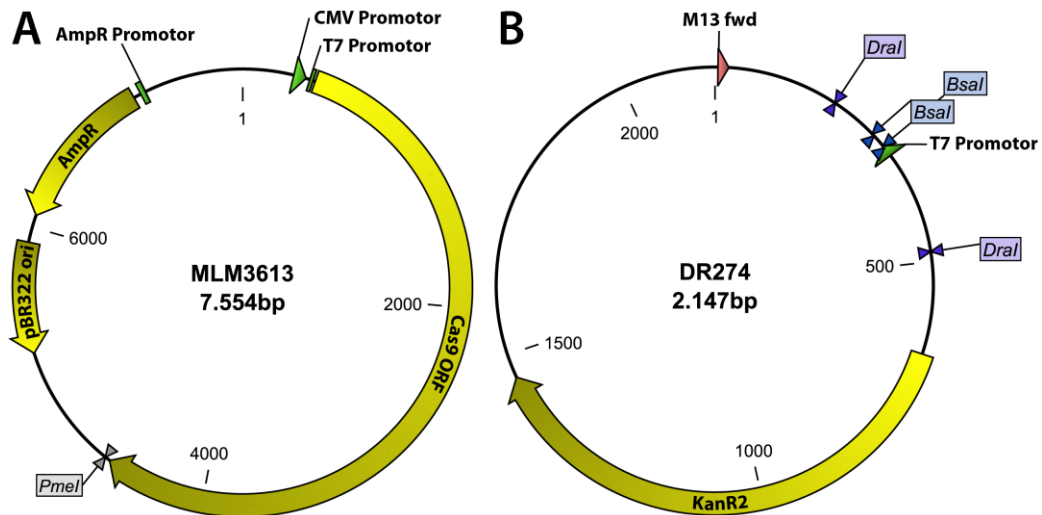 A
AmpR Promotor
CMV Promotor
T7 Promotor
1
AmpR
6000
pBR322 ori
MLM3613
7.554bp
2000
Cas9 ORF
4000
PmeI
B
M13 fwd
DraI
BsaI
BsaI
T7 Promotor
2000
1
500
DraI
DR274
2.147bp
1500
1000
KanR2